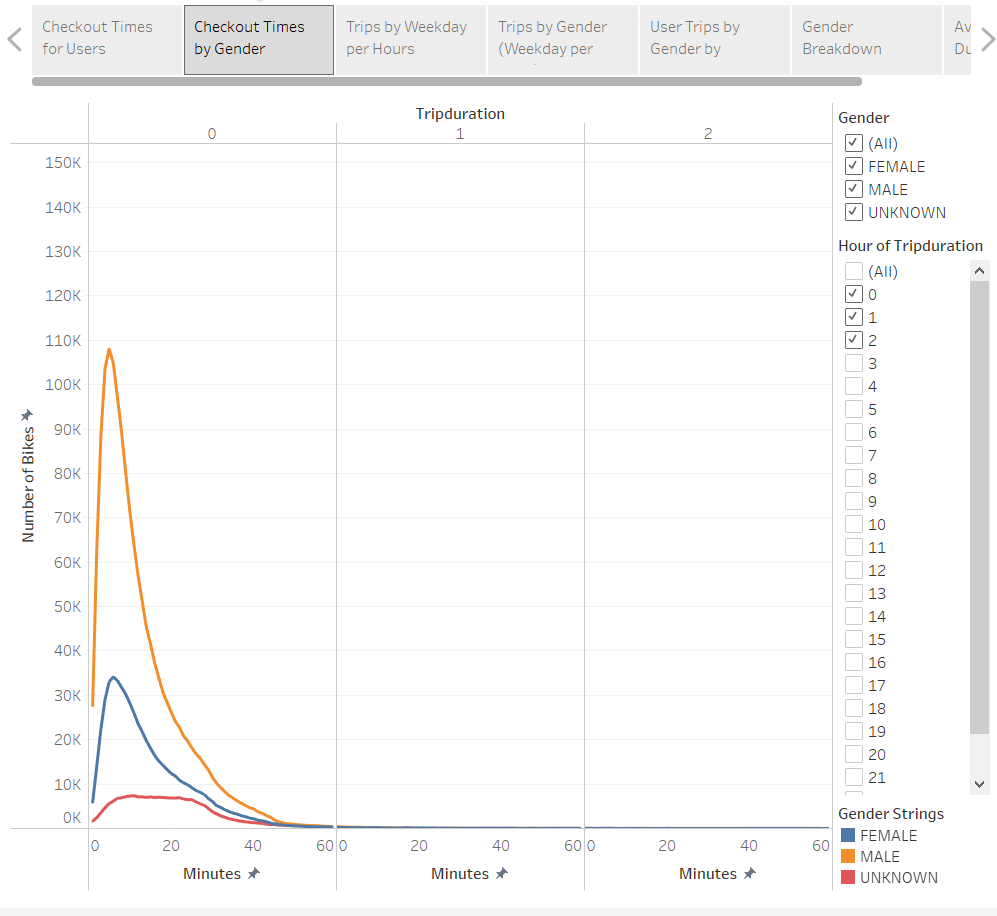 Checkout Times
for Users
Checkout Times
by Gender
Trips by Weekday
per Hours
Trips by Gender
(Weekday per
User Trips by
Gender by
Gender
Breakdown
Av
Du
Tripduration
0
1
2
150K
140K
130K
120K
110K
100K
90K
80K
70K
60K
50K
40K
30K
20K
10K
0K
Number of Bikes
0 20 40 60
0 20 40 60
0 20 40 60
Minutes
Minutes
Minutes
Gender
(All)
FEMALE
MALE
UNKNOWN
Hour of Tripduration
(All)
0
1
2
3
4
5
6
7
8
9
10
11
12
13
14
15
16
17
18
19
20
21
Gender Strings
FEMALE
MALE
UNKNOWN